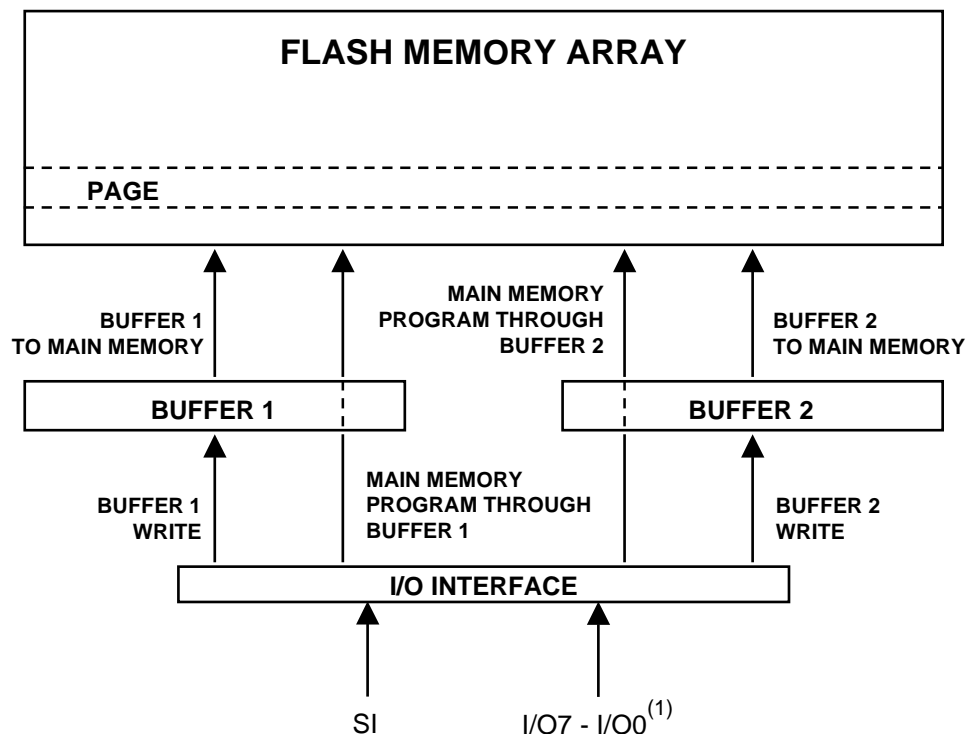 FLASH MEMORY ARRAY
PAGE
BUFFER 1
TO MAIN MEMORY
MAIN MEMORY
PROGRAM THROUGH
BUFFER 2
BUFFER 2
TO MAIN MEMORY
BUFFER 1
BUFFER 2
BUFFER 1
WRITE
MAIN MEMORY
PROGRAM THROUGH
BUFFER 1
BUFFER 2
WRITE
I/O INTERFACE
SI
I/O7 - I/O0(1)